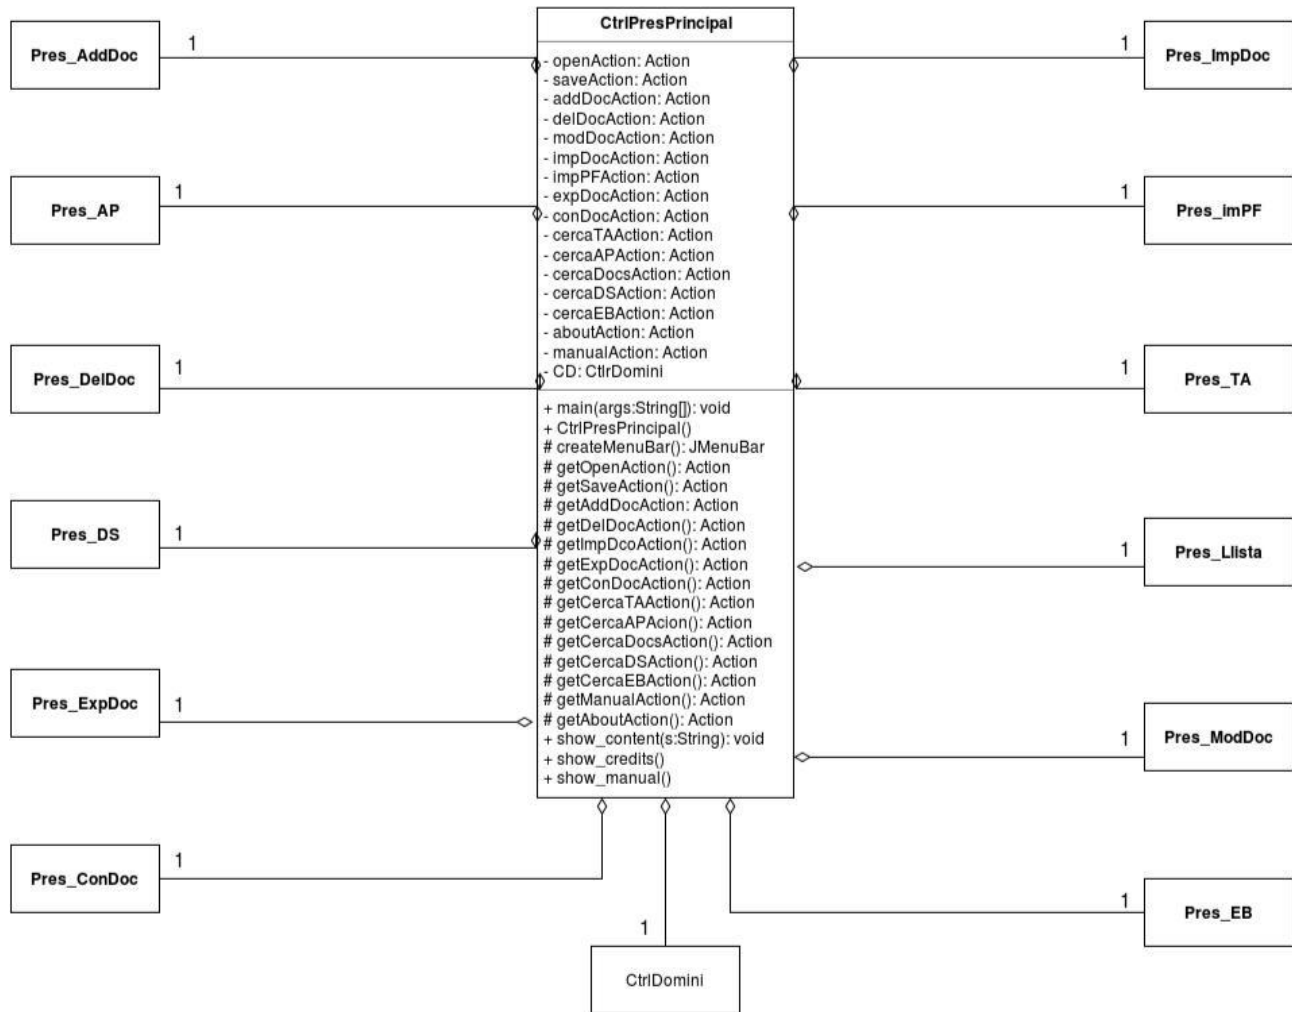 CtrlPresPrincipal
- openAction: Action
- saveAction: Action
- addDocAction: Action
- delDocAction: Action
- modDocAction: Action
- impDocAction: Action
- impPFAction: Action
- expDocAction: Action
- conDocAction: Action
- cercaTAAction: Action
- cercaAPAction: Action
- cercaDocsAction: Action
- cercaDSAction: Action
- cercaEBAction: Action
- aboutAction: Action
- manualAction: Action
- CD: CtlrDomini
+ main(args:String[]): void
+ CtrlPresPrincipal()
# createMenuBar(): JMenuBar
# getOpenAction(): Action
# getSaveAction(): Action
# getAddDocAction: Action
# getDelDocAction(): Action
# getImpDcoAction(): Action
# getExpDocAction(): Action
# getConDocAction(): Action
# getCercaTAAction(): Action
# getCercaAPAcion(): Action
# getCercaDocsAction(): Action
# getCercaDSAction(): Action
# getCercaEBAction(): Action
# getManualAction(): Action
# getAboutAction(): Action
+ show_content(s:String): void
+ show_credits()
+ show_manual()
Pres_AddDoc
1
Pres_AP
1
Pres_DelDoc
1
Pres_DS
1
Pres_ExpDoc
1
Pres_ConDoc
1
1
Pres_ImpDoc
1
Pres_imPF
1
Pres_TA
1
Pres_Llista
1
Pres_ModDoc
1
Pres_EB
1
CtrlDomini